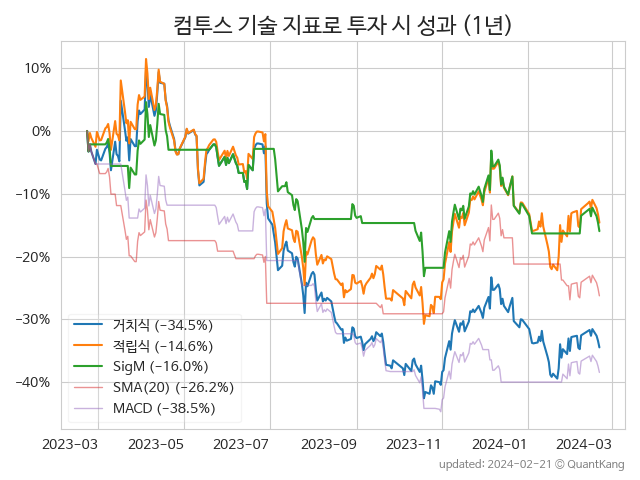 컴투스 기술 지표로 투자 시 성과 (1년)
10%
0%
−10%
−20%
−30%
−40%
거치식 (−34.5%)
적립식 (−14.6%)
SigM (−16.0%)
SMA(20) (−26.2%)
MACD (−38.5%)
2023-03 2023-05 2023-07 2023-09 2023-11 2024-01 2024-03
updated: 2024-02-21 © QuantKang